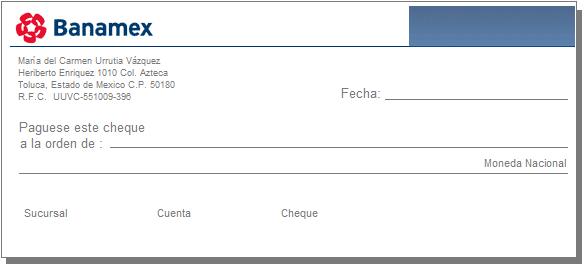 Banamex
María del Carmen Urrutia Vázquez
Heriberto Enriquez 1010 Col. Azteca
Toluca, Estado de Mexico C.P. 50180
R.F.C. UUVC-551009-396
Fecha:
Paguese este cheque
a la orden de :
Moneda Nacional
Sucursal Cuenta Cheque